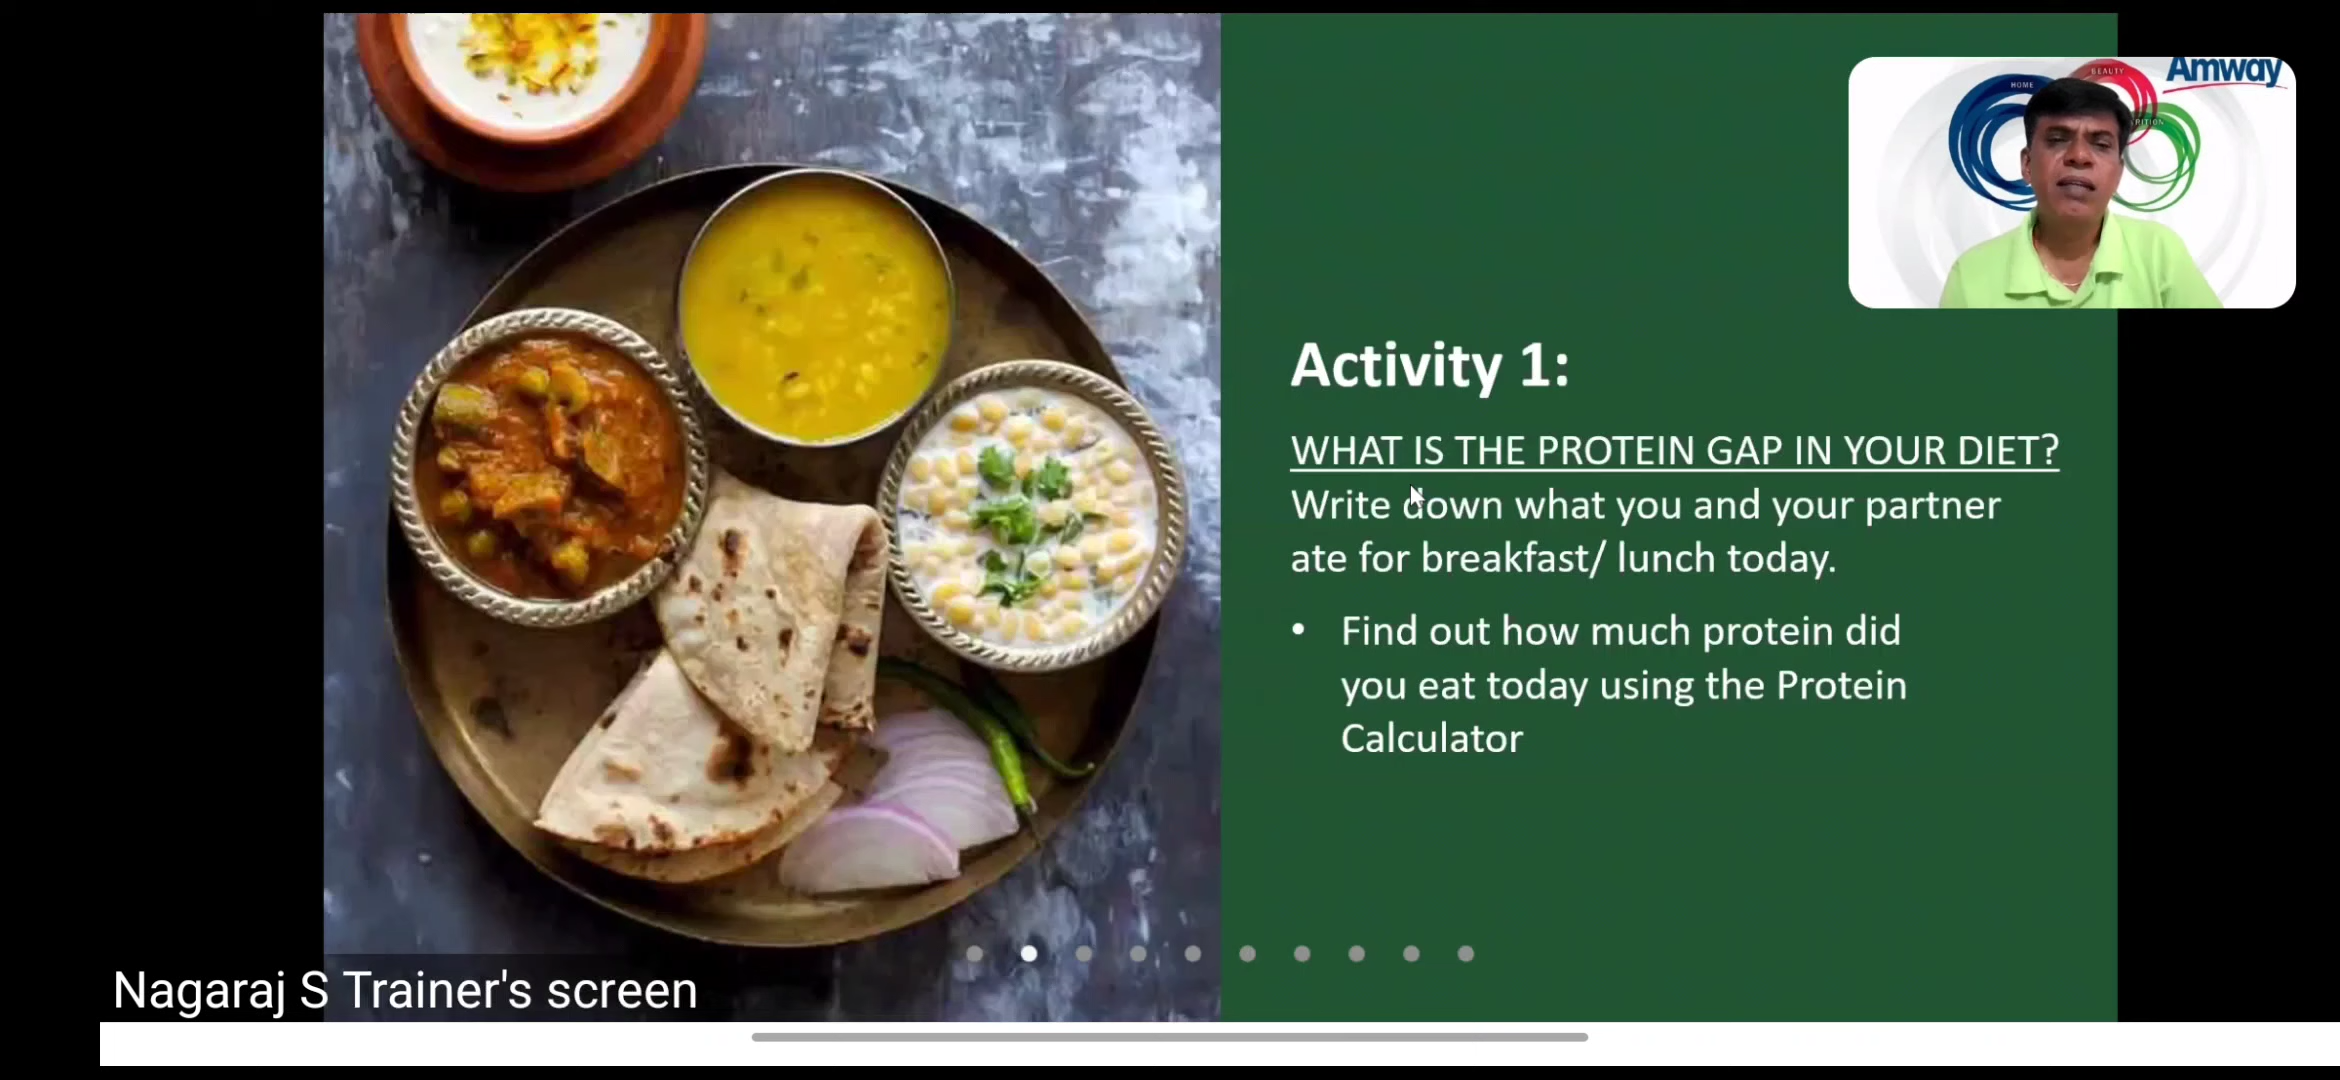 HOME
BEAUTY
Amway
Activity 1:
WHAT IS THE PROTEIN GAP IN YOUR DIET?
Write down what you and your partner
ate for breakfast/ lunch today.
• Find out how much protein did
you eat today using the Protein
Calculator
Nagaraj S Trainer's screen